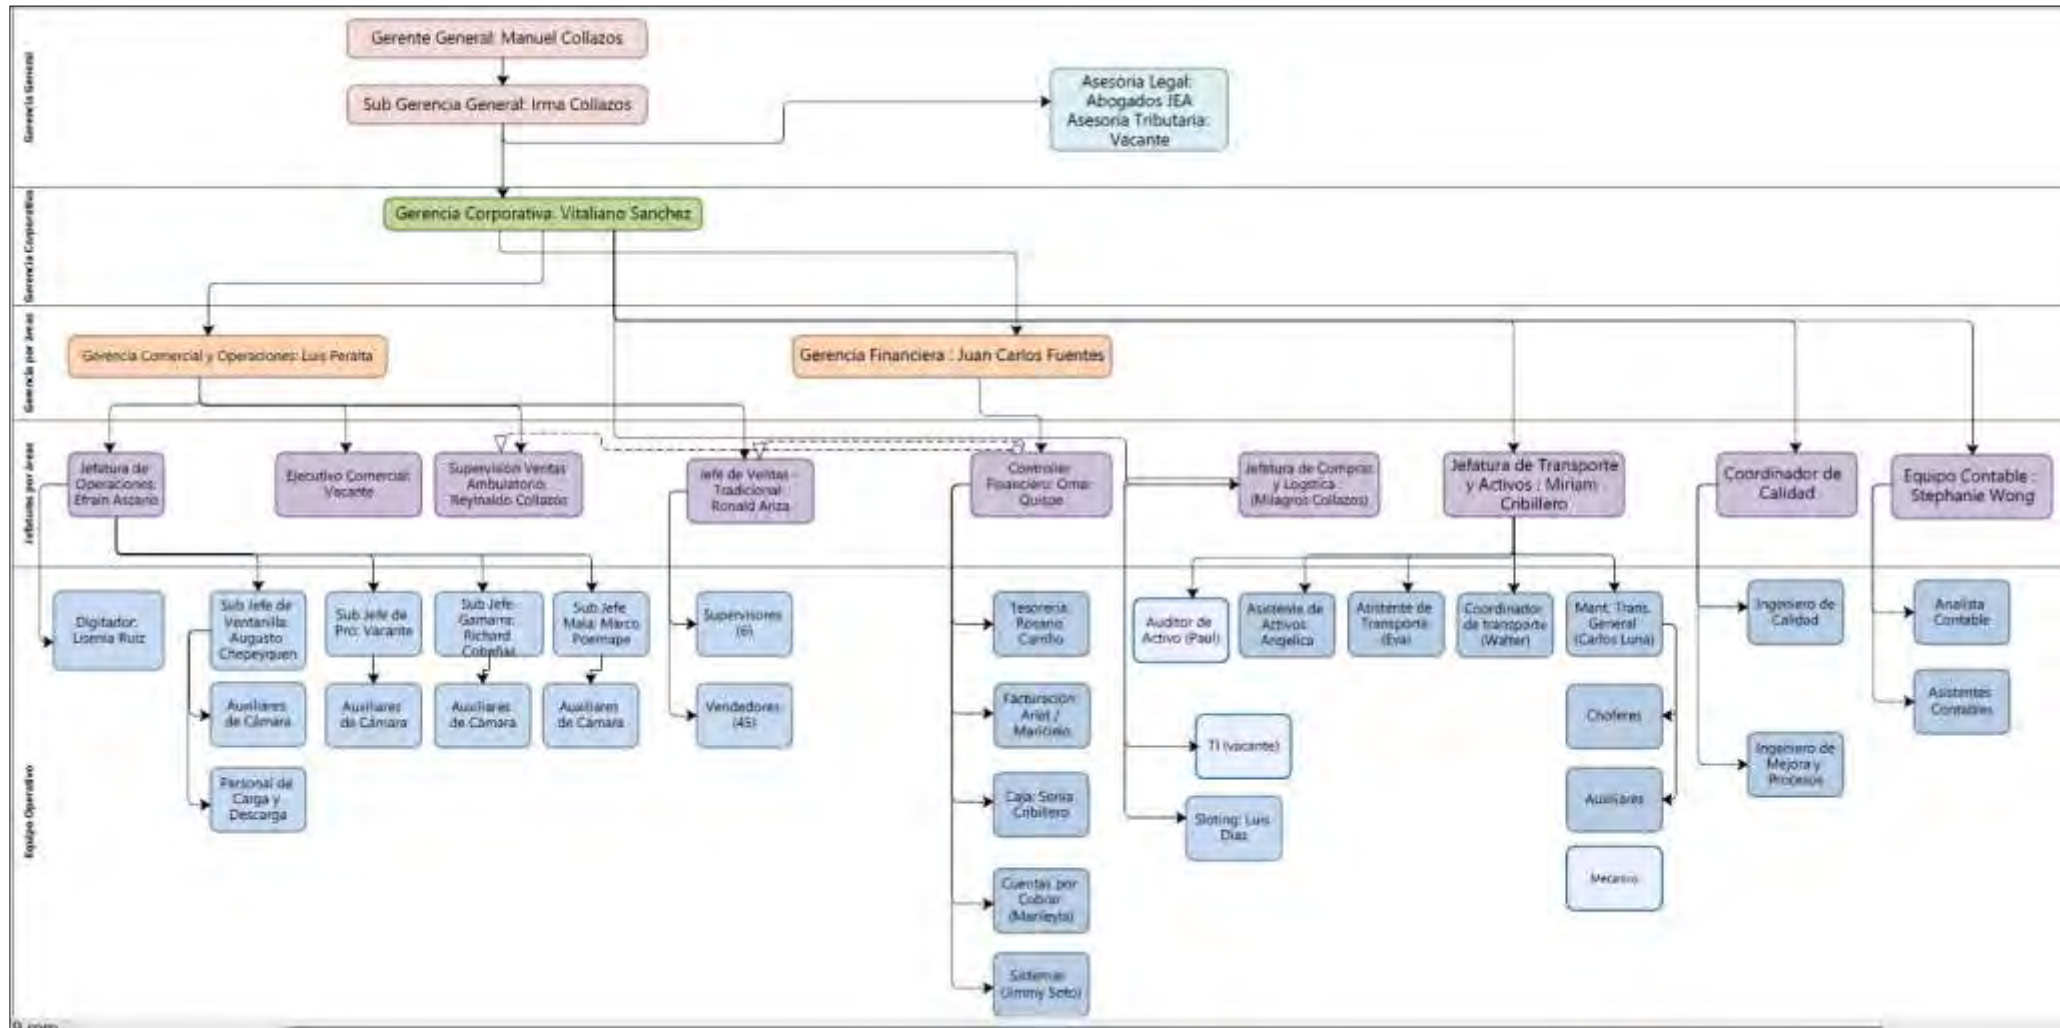 Gerencia General
Gerente General: Manuel Collazos
Sub Gerencia General: Irma Collazos
Asesoria Legal:
Abogados JEA
Asesoria Tributaria:
Vacante
Gerencia Corporativa
Gerencia Corporativa: Vitaliano Sanchez
Gerencia por áreas
Gerencia Comercial y Operaciones: Luis Peralta
Gerencia Financiera : Juan Carlos Fuentes
Jefaturas por áreas
Jefatura de
Operaciones:
Efrain Ascario
Ejecutivo Comercial:
Vacante
Supervisión Ventas
Ambulatorio:
Reynaldo Collazos
Jefe de Ventas -
Tradicional:
Ronald Ariza
Controller
Financiero: Omar
Quispe
Jefatura de Compras
y Logística
(Milagros Collazos)
Jefatura de Transporte
y Activos : Miriam
Cribillero
Coordinador de
Calidad
Equipo Contable :
Stephanie Wong
Equipo Operativo
Digitador:
Lisenia Ruiz
Sub Jefe de
Ventanilla:
Augusto
Chepeyquen
Sub Jefe de
Pro: Vacante
Sub Jefe
Gamarra:
Richard
Cobeñas
Sub Jefe
Mala: Marco
Poemape
Supervisores
(6)
Tesoreria:
Rosario
Carriño
Auditor de
Activo (Paul)
Asistente de
Activos:
Angelica
Asistente de
Transporte
(Eva)
Coordinador
de transporte
(Walter)
Mant. Trans.
General
(Carlos Luna)
Ingeniero de
Calidad
Analista
Contable
Auxiliares
de Cámara
Auxiliares
de Cámara
Auxiliares
de Cámara
Auxiliares
de Cámara
Vendedores
(45)
Facturación:
Ariel /
TI (vacante)
Choferes
Ingeniero de
Mejora y
Procesos
Asistentes
Contables
Personal de
Carga y
Descarga
Caja: Sonia
Cribillero
Sloting: Luis
Diaz
Auxiliares
Cuentas por
Cobrar
(Marileyla)
Mecanico
Sistemas
(Jimmy Soto)